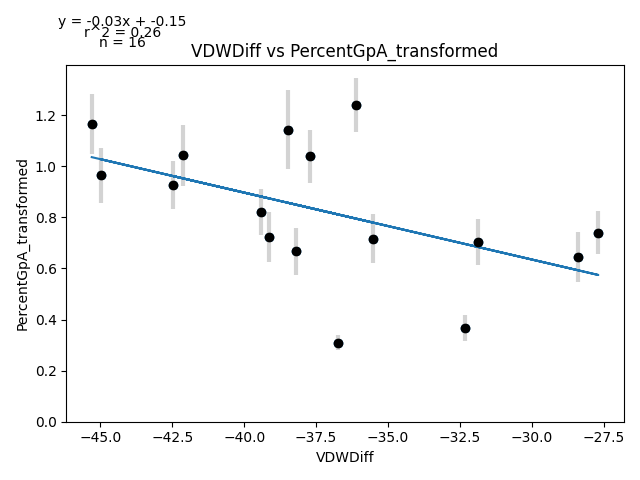 y = -0.03x + -0.15
r^2 = 0.26
n = 16
VDWDiff vs PercentGpA_transformed
PercentGpA_transformed
1.2
1.0
0.8
0.6
0.4
0.2
0.0
−45.0 −42.5 −40.0 −37.5 −35.0 −32.5 −30.0 −27.5
VDWDiff